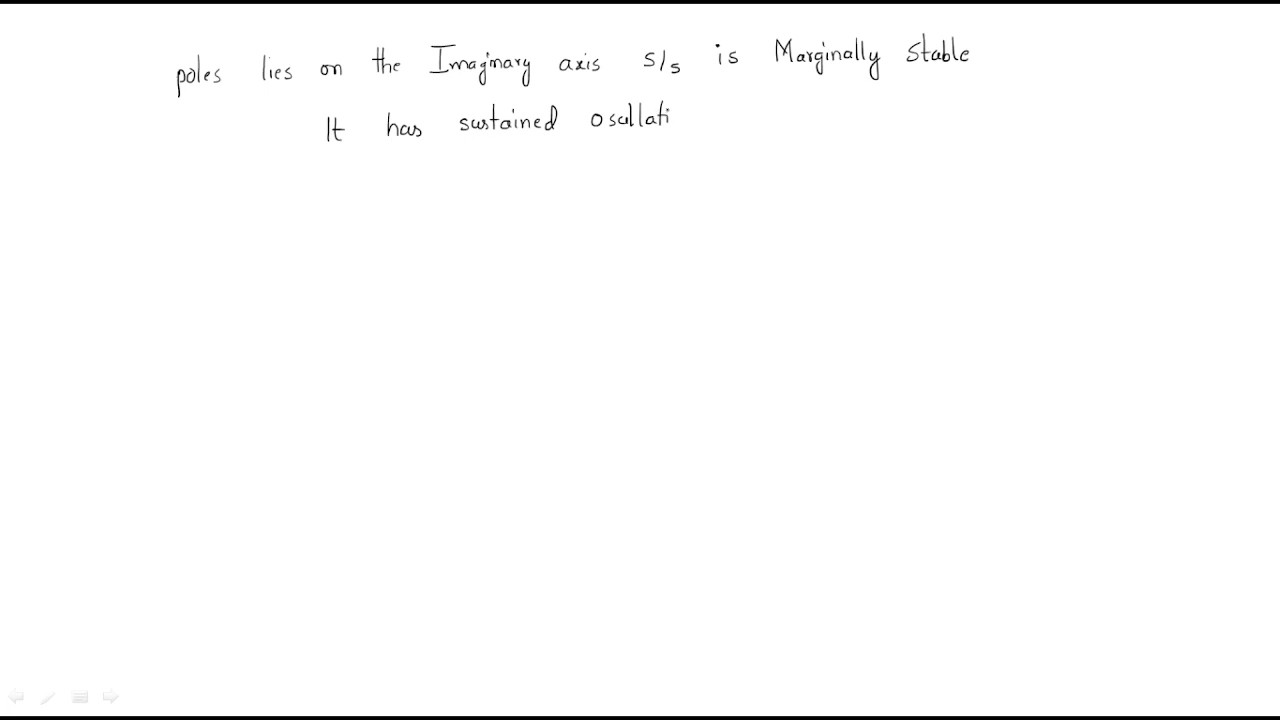 poles lies on the Imaginary axis s/s is Marginally stable
It has sustained oscillati